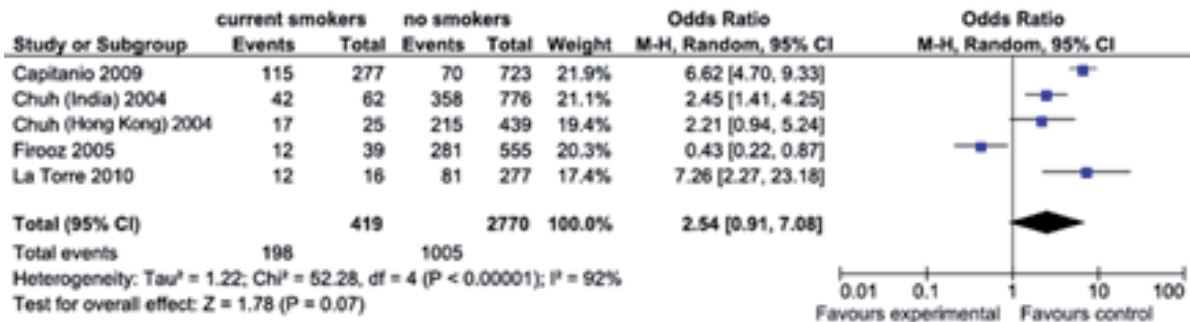 current smokers no smokers Odds Ratio Odds Ratio
Study or Subgroup Events Total Events Total Weight M-H, Random, 95% CI M-H, Random, 95% CI
Capitanio 2009 115 277 70 723 21.9% 6.62 [4.70, 9.33]
Chuh (India) 2004 42 62 358 776 21.1% 2.45 [1.41, 4.25]
Chuh (Hong Kong) 2004 17 25 215 439 19.4% 2.21 [0.94, 5.24]
Firooz 2005 12 39 281 555 20.3% 0.43 [0.22, 0.87]
La Torre 2010 12 16 81 277 17.4% 7.26 [2.27, 23.18]
Total (95% CI) 419 2770 100.0% 2.54 [0.91, 7.08]
Total events 198 1005
Heterogeneity: Tau² = 1.22; Chi² = 52.28, df = 4 (P < 0.00001); I² = 92%
Test for overall effect: Z = 1.78 (P = 0.07)
0.01 0.1 1 10 100
Favours experimental Favours control